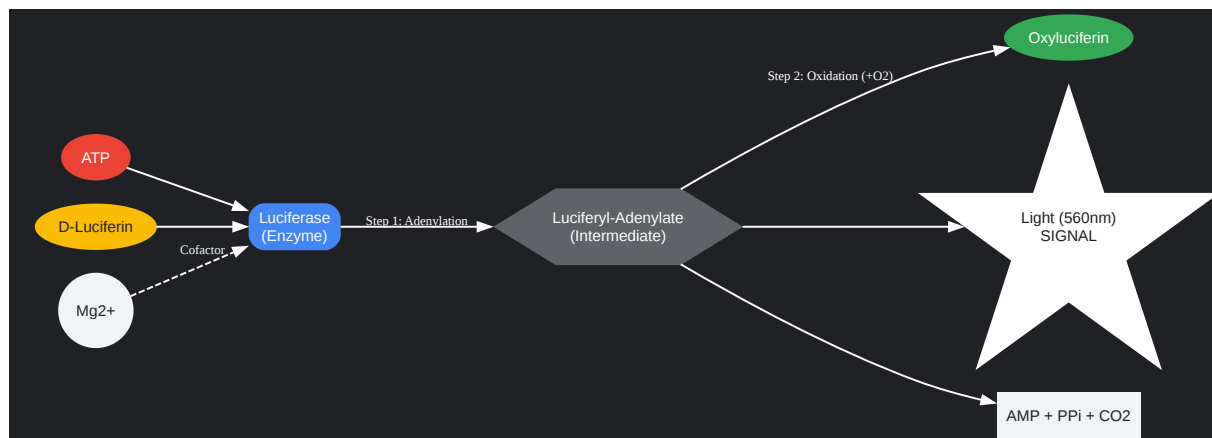 Oxyluciferin
Step 2: Oxidation (+O2)
ATP
D-Luciferin
Luciferase
(Enzyme)
Step 1: Adenylation
Luciferyl-Adenylate
(Intermediate)
Light (560nm)
SIGNAL
Cofactor
Mg2+
AMP + PPi + CO2